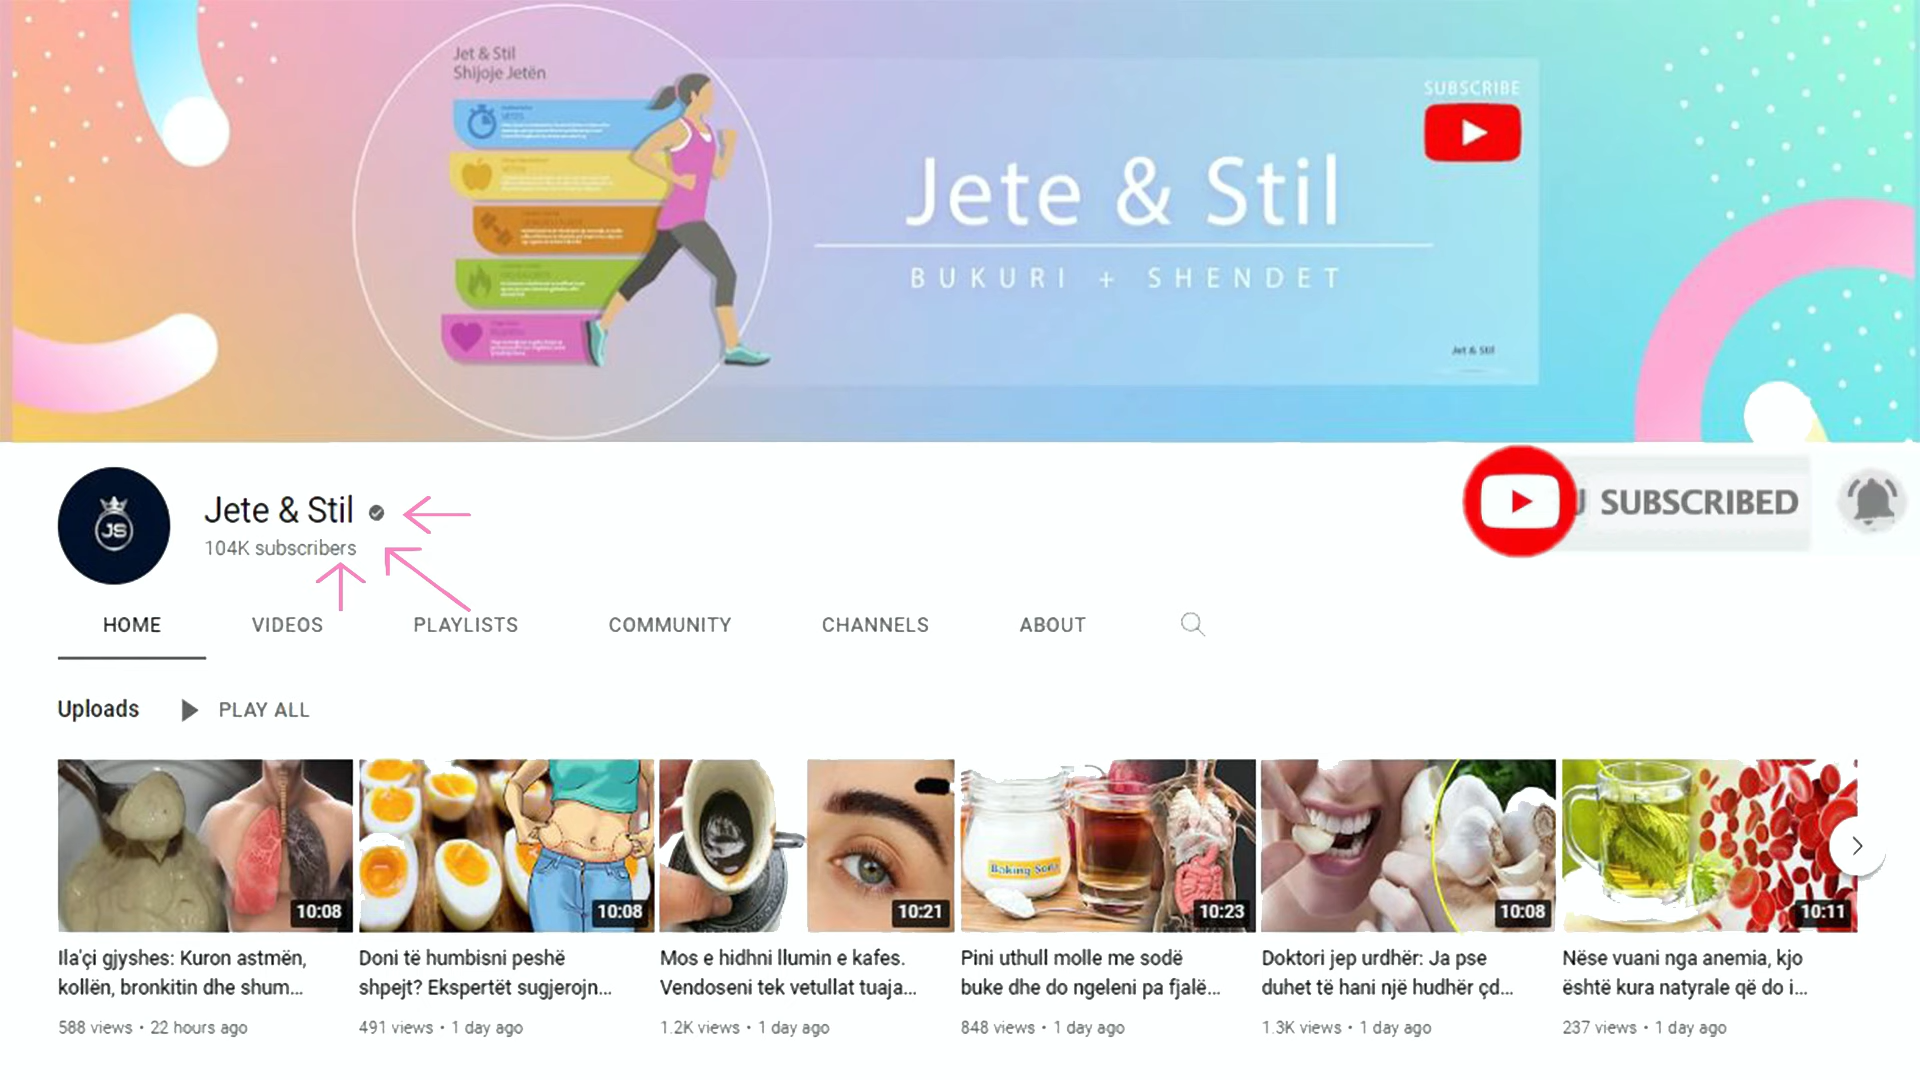 Jet & Stil
Shijoje Jetën
SUBSCRIBE
Jete & Stil
BUKURI + SHENDET
Jet & Stil
JS
Jete & Stil
104K subscribers
SUBSCRIBED
HOME
VIDEOS
PLAYLISTS
COMMUNITY
CHANNELS
ABOUT
Uploads
PLAY ALL
10:08
10:08
10:21
Baking Soda
10:23
10:08
10:11
Ila'çi gjyshes: Kuron astmën,
kollën, bronkitin dhe shum...
588 views • 22 hours ago
Doni të humbisni peshë
shpejt? Ekspertët sugjerojn...
491 views • 1 day ago
Mos e hidhni llumin e kafes.
Vendoseni tek vetullat tuaja...
1.2K views • 1 day ago
Pini uthull molle me sodë
buke dhe do ngeleni pa fjalë...
848 views • 1 day ago
Doktori jep urdhër: Ja pse
duhet të hani një hudhër çd...
1.3K views • 1 day ago
Nëse vuani nga anemia, kjo
është kura natyrale që do i...
237 views • 1 day ago